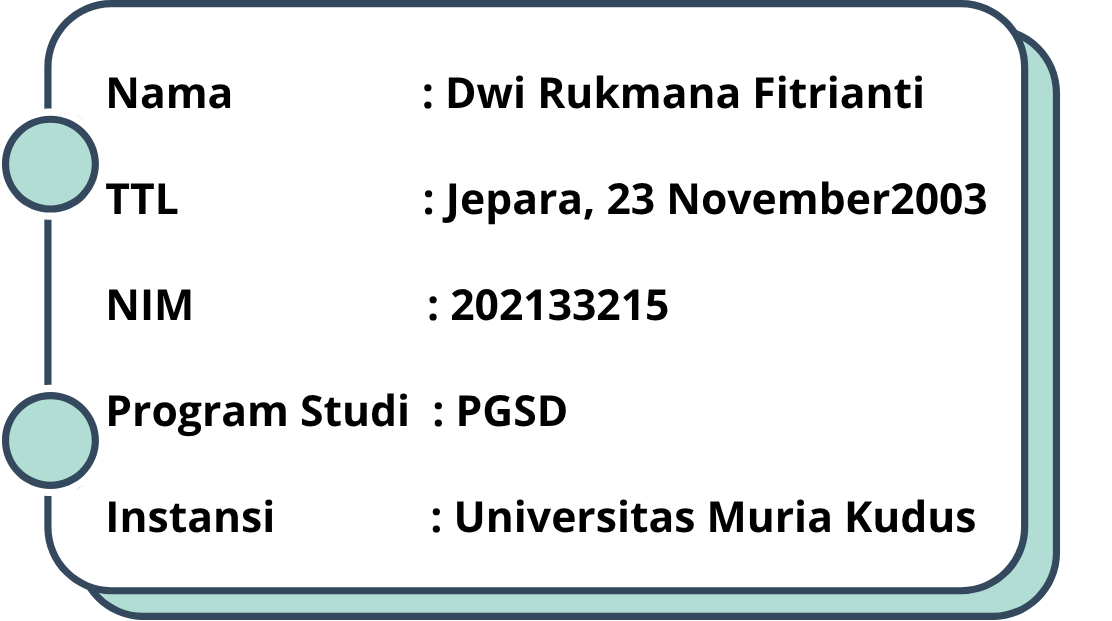 Nama : Dwi Rukmana Fitrianti
TTL : Jepara, 23 November2003
NIM : 202133215
Program Studi : PGSD
Instansi : Universitas Muria Kudus